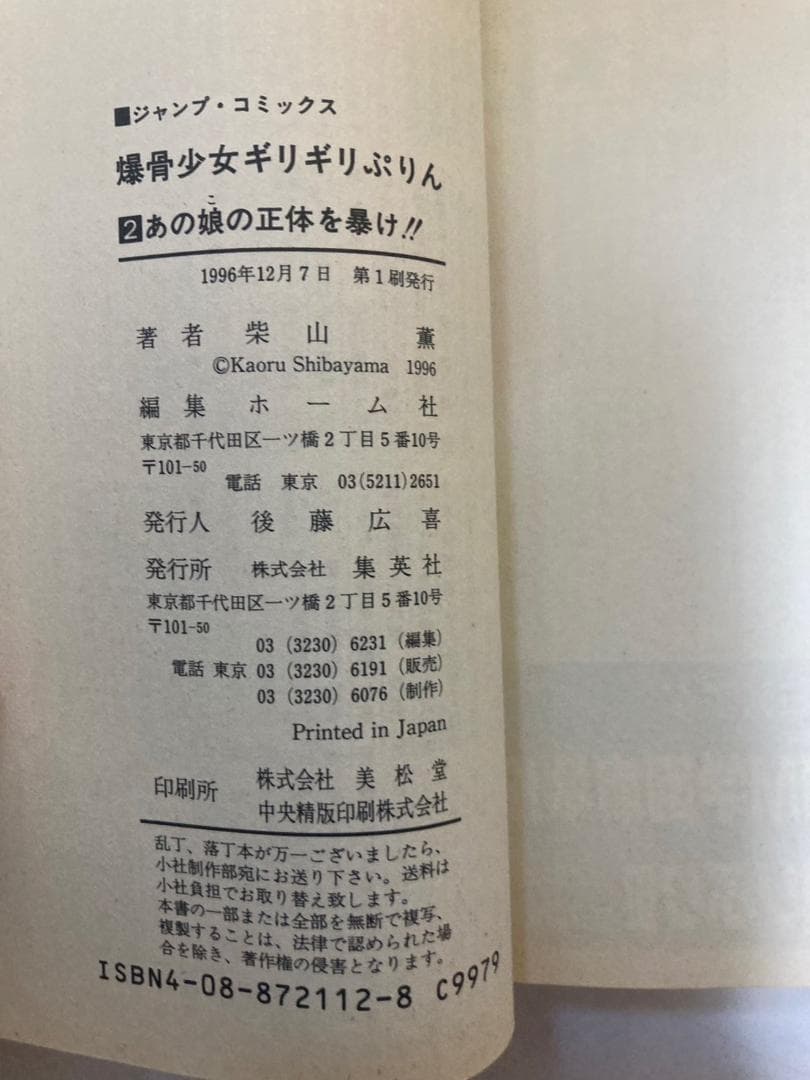 ■ジャンプ・コミックス
爆骨少女ギリギリぷりん
2あの娘の正体を暴け!!
こ
1996年12月7日 第1刷発行
著者 柴山 薫
©Kaoru Shibayama 1996
編集 ホーム社
東京都千代田区一ツ橋2丁目5番10号
〒101-50
電話 東京 03(5211)2651
発行人 後藤広喜
発行所 株式会社 集英社
東京都千代田区一ツ橋2丁目5番10号
〒101-50
03 (3230) 6231 (編集)
電話 東京 03 (3230) 6191 (販売)
03 (3230) 6076 (制作)
Printed in Japan
印刷所 株式会社 美松堂
中央精版印刷株式会社
乱丁、落丁本が万一ございましたら、
小社制作部宛にお送り下さい。送料は
小社負担でお取り替え致します。
本書の一部または全部を無断で複写、
複製することは、法律で認められた場
合を除き、著作権の侵害となります。
ISBN4-08-872112-8 C9979